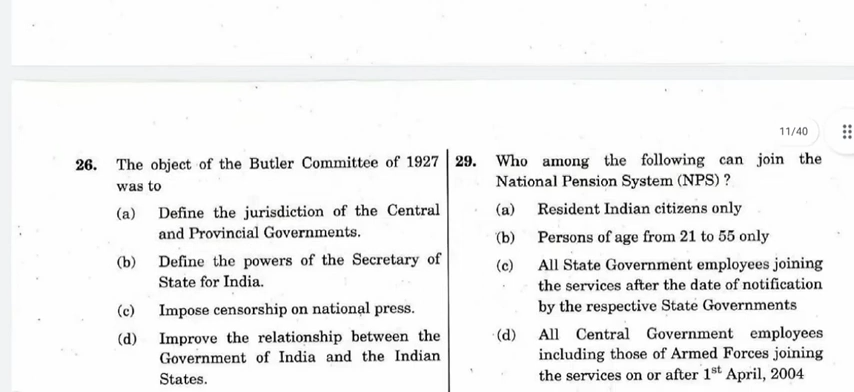 11/40
26. The object of the Butler Committee of 1927
was to
(a) Define the jurisdiction of the Central
and Provincial Governments.
(b) Define the powers of the Secretary of
State for India.
(c) Impose censorship on national press.
(d) Improve the relationship between the
Government of India and the Indian
States.
29. Who among the following can join the
National Pension System (NPS) ?
(a) Resident Indian citizens only
(b) Persons of age from 21 to 55 only
(c) All State Government employees joining
the services after the date of notification
by the respective State Governments
(d) All Central Government employees
including those of Armed Forces joining
the services on or after 1st April, 2004